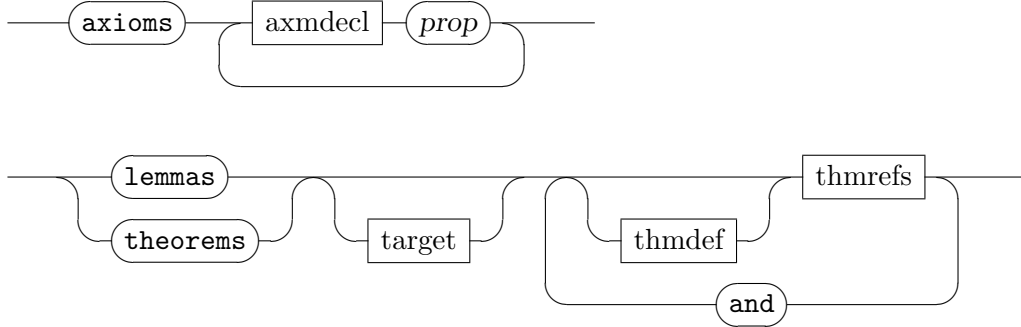 axioms axmdecl prop
lemmas thmrefs
theorems target thmdef
and